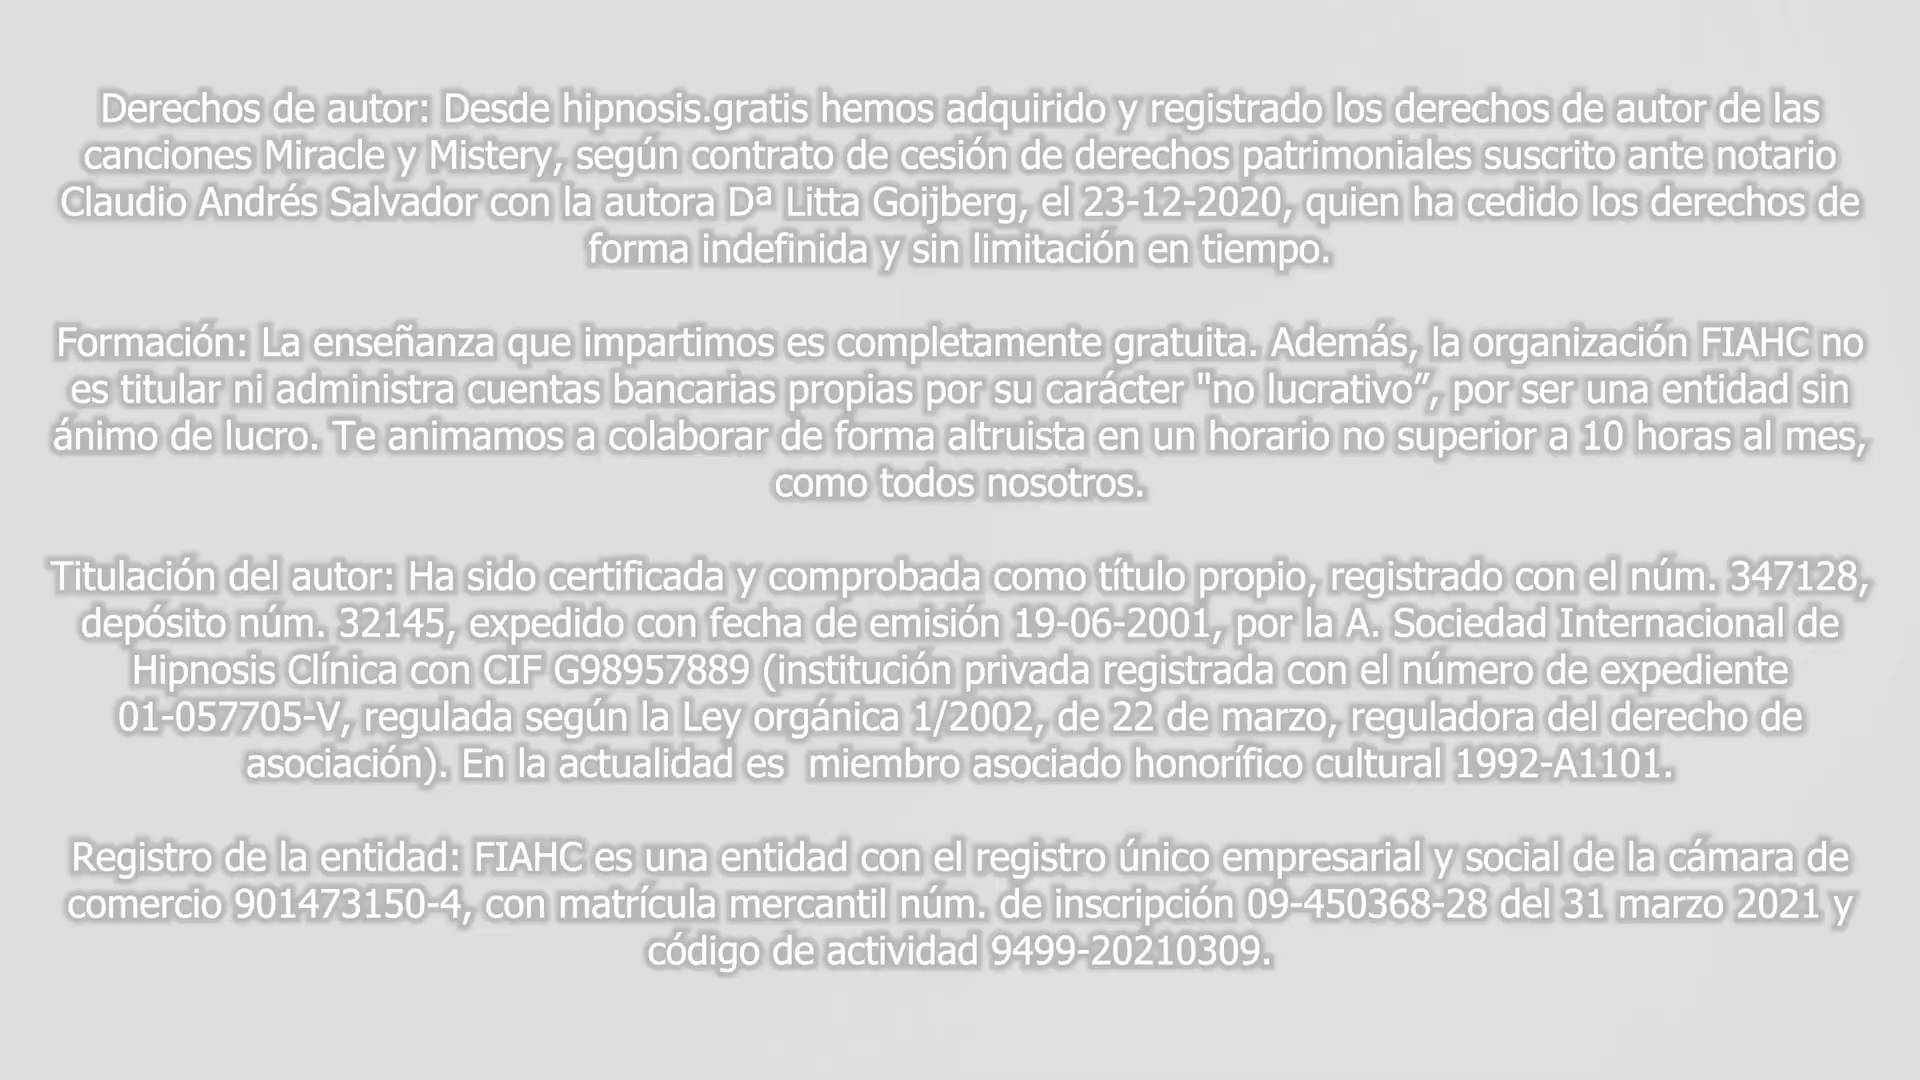 Derechos de autor: Desde hipnosis.gratis hemos adquirido y registrado los derechos de autor de las
canciones Miracle y Mistery, según contrato de cesión de derechos patrimoniales suscrito ante notario
Claudio Andrés Salvador con la autora Dª Litta Goijberg, el 23-12-2020, quien ha cedido los derechos de
forma indefinida y sin limitación en tiempo.
Formación: La enseñanza que impartimos es completamente gratuita. Además, la organización FIAHC no
es titular ni administra cuentas bancarias propias por su carácter "no lucrativo”, por ser una entidad sin
ánimo de lucro. Te animamos a colaborar de forma altruista en un horario no superior a 10 horas al mes,
como todos nosotros.
Titulación del autor: Ha sido certificada y comprobada como título propio, registrado con el núm. 347128,
depósito núm. 32145, expedido con fecha de emisión 19-06-2001, por la A. Sociedad Internacional de
Hipnosis Clínica con CIF G98957889 (institución privada registrada con el número de expediente
01-057705-V, regulada según la Ley orgánica 1/2002, de 22 de marzo, reguladora del derecho de
asociación). En la actualidad es  miembro asociado honorífico cultural 1992-A1101.
Registro de la entidad: FIAHC es una entidad con el registro único empresarial y social de la cámara de
comercio 901473150-4, con matrícula mercantil núm. de inscripción 09-450368-28 del 31 marzo 2021 y
código de actividad 9499-20210309.